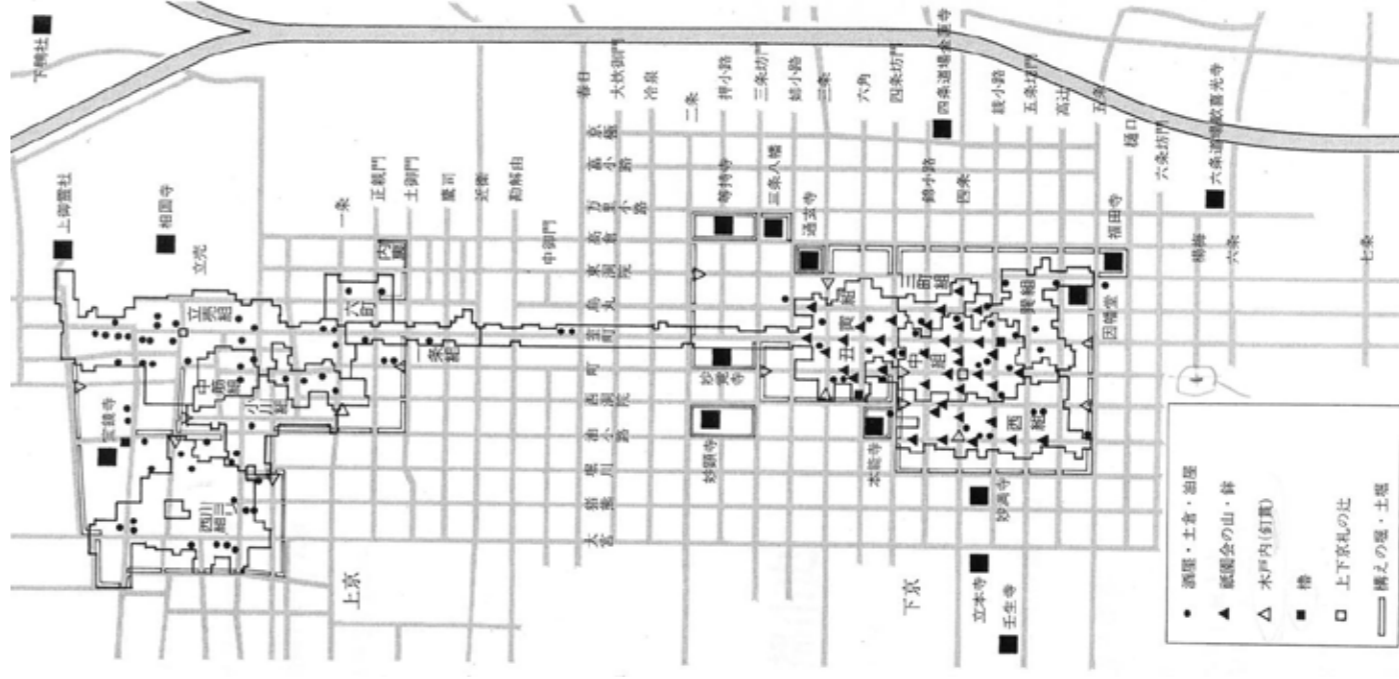 下鴨社
上御霊社
相国寺
立売
一条
正親町
土御門
鷹司
近衛
勘解由
中御門
春日
大炊御門
冷泉
二条
押小路
三条坊門
姉小路
三条
六角
四条坊門
錦小路
四条
綾小路
五条坊門
高辻
五条
樋口
六条坊門
楊梅
六条
七条
京極
富小路
万里小路
高倉
東洞院
烏丸
室町
町
西洞院
油小路
堀川
猪熊
大宮
内裏
六町
立売組
一条組
中筋組
小川組
川西組
宝鏡寺
上京
等持寺
三条八幡
通玄寺
妙覚寺
妙顕寺
本能寺
妙満寺
立本寺
壬生寺
下京
丑寅組
三町組
中組
巽組
西組
因幡堂
福田寺
四条道場金蓮寺
六条道場歓喜光寺
酒屋・土倉・油屋
祇園会の山・鉾
木戸内(釘貫)
櫓
上下京札の辻
構えの堀・土堀